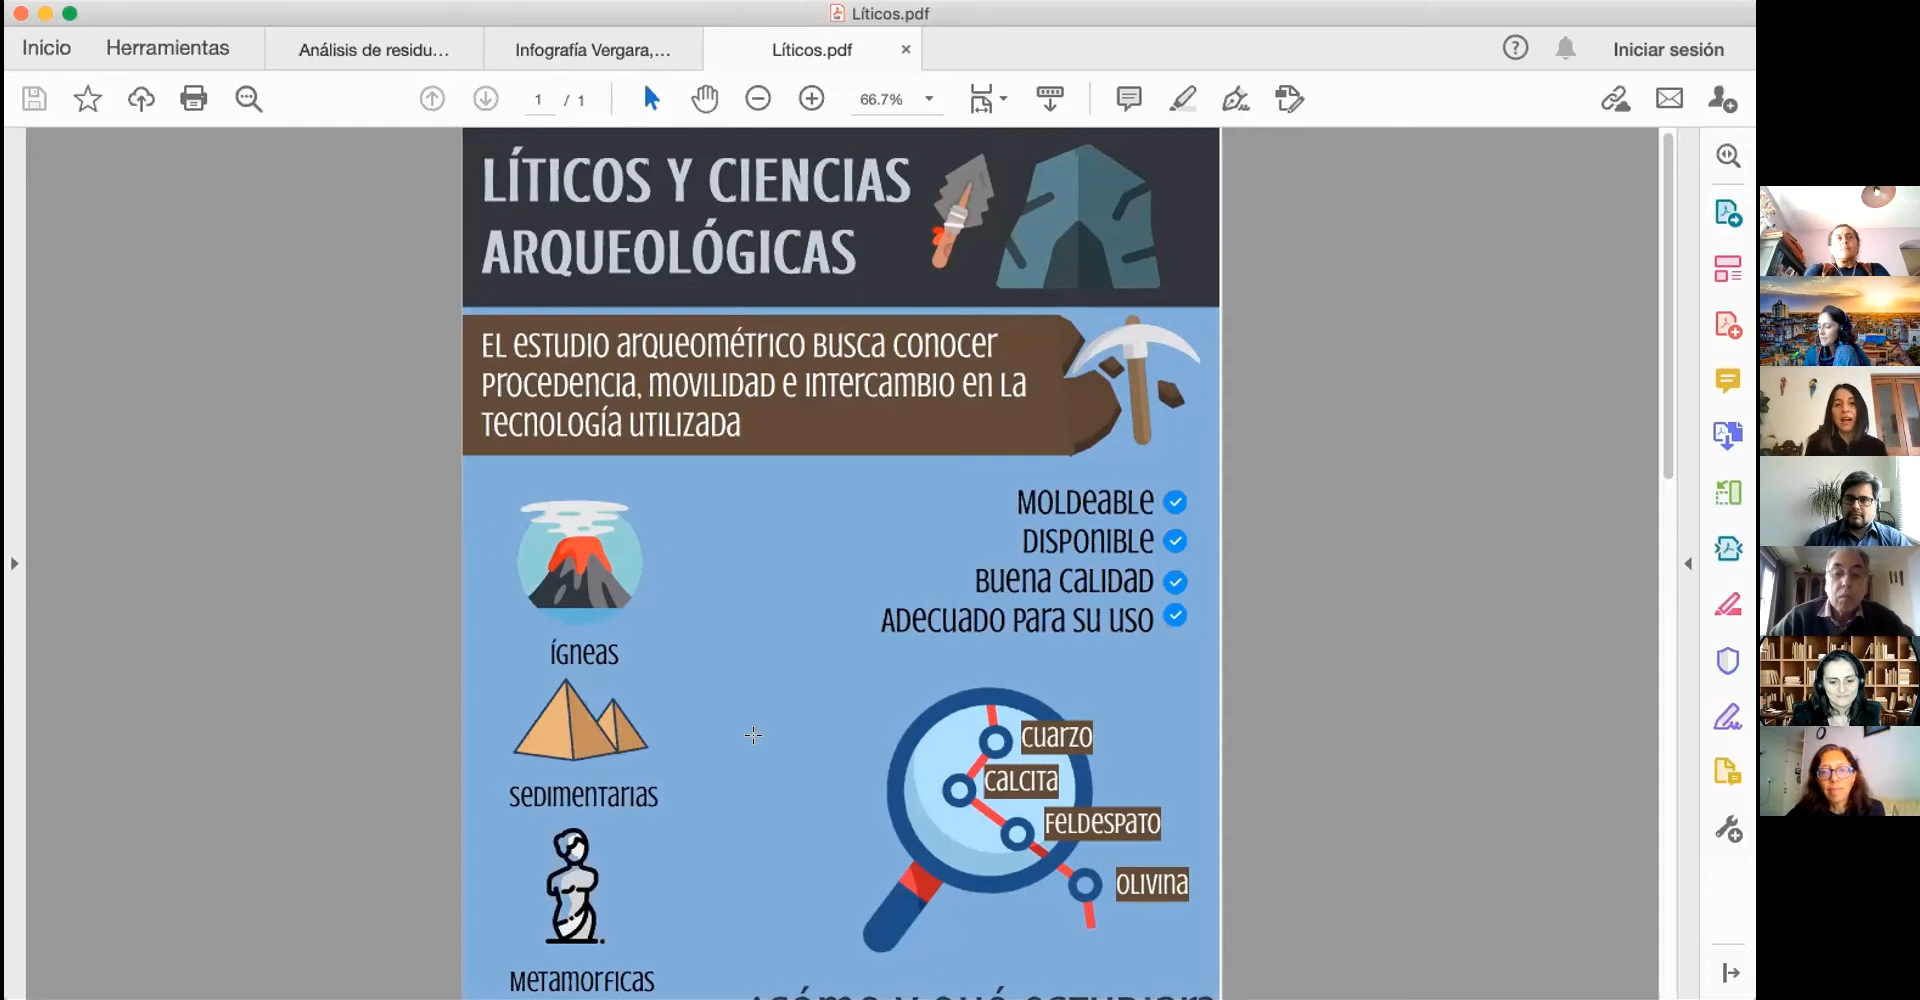 Líticos.pdf
Inicio Herramientas Análisis de residu… Infografía Vergara,… Líticos.pdf × Iniciar sesión
1 / 1 66.7%
LÍTICOS Y CIENCIAS
ARQUEOLÓGICAS
EL ESTUDIO ARQUEOMÉTRICO BUSCA CONOCER
PROCEDENCIA, MOVILIDAD E INTERCAMBIO EN LA
TECNOLOGÍA UTILIZADA
MOLDEABLE
DISPONIBLE
BUENA CALIDAD
ADECUADO PARA SU USO
ÍGNEAS
SEDIMENTARIAS
METAMORFICAS
CUARZO
CALCITA
FELDESPATO
OLIVINA